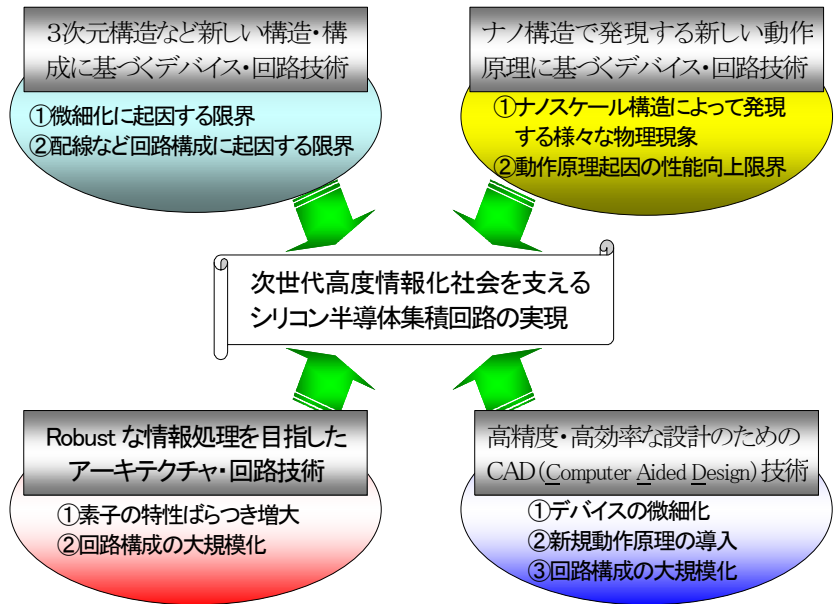 3次元構造など新しい構造・構
成に基づくデバイス・回路技術
①微細化に起因する限界
②配線など回路構成に起因する限界
ナノ構造で発現する新しい動作
原理に基づくデバイス・回路技術
①ナノスケール構造によって発現
する様々な物理現象
②動作原理起因の性能向上限界
次世代高度情報化社会を支える
シリコン半導体集積回路の実現
Robust な情報処理を目指した
アーキテクチャ・回路技術
①素子の特性ばらつき増大
②回路構成の大規模化
高精度・高効率な設計のための
CAD(Computer Aided Design)技術
①デバイスの微細化
②新規動作原理の導入
③回路構成の大規模化